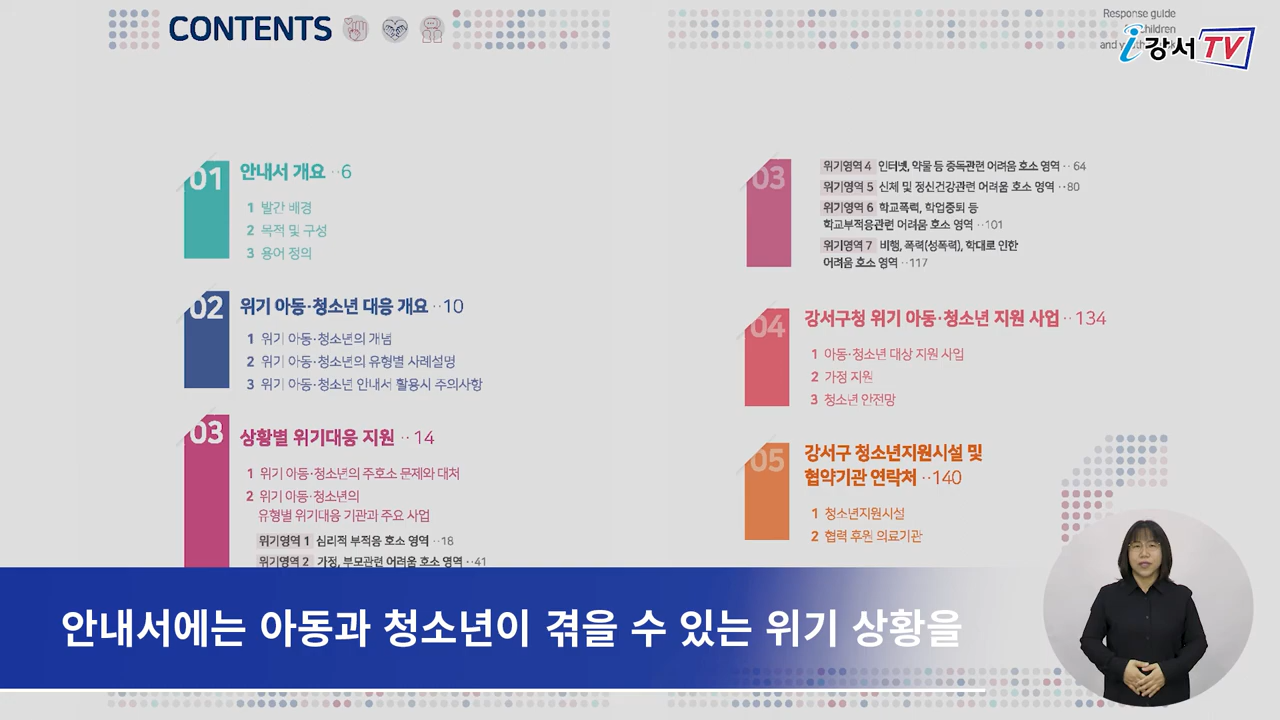 CONTENTS
Response guide
children
i강서TV
01 안내서 개요 ·· 6
1 발간 배경
2 목적 및 구성
3 용어 정의
02 위기 아동·청소년 대응 개요 ·· 10
1 위기 아동·청소년의 개념
2 위기 아동·청소년의 유형별 사례설명
3 위기 아동·청소년 안내서 활용시 주의사항
03 상황별 위기대응 지원 ·· 14
1 위기 아동·청소년의 주호소 문제와 대처
2 위기 아동·청소년의
유형별 위기대응 기관과 주요 사업
위기영역 1 심리적 부적응 호소 영역 ·· 18
위기영역 2 가정, 부모관련 어려움 호소 영역 ·· 41
03
위기영역 4 인터넷, 약물 등 중독관련 어려움 호소 영역 ·· 64
위기영역 5 신체 및 정신건강관련 어려움 호소 영역 ·· 80
위기영역 6 학교폭력, 학업중퇴 등
학교부적응관련 어려움 호소 영역 ·· 101
위기영역 7 비행, 폭력(성폭력), 학대로 인한
어려움 호소 영역 ·· 117
04 강서구청 위기 아동·청소년 지원 사업 ·· 134
1 아동·청소년 대상 지원 사업
2 가정 지원
3 청소년 안전망
05 강서구 청소년지원시설 및
협약기관 연락처 ·· 140
1 청소년지원시설
2 협력 후원 의료기관
안내서에는 아동과 청소년이 겪을 수 있는 위기 상황을